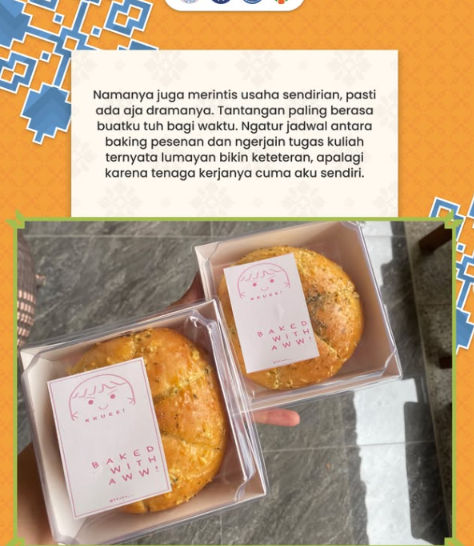 Namanya juga merintis usaha sendirian, pasti
ada aja dramanya. Tantangan paling berasa
buatku tuh bagi waktu. Ngatur jadwal antara
baking pesenan dan ngerjain tugas kuliah
ternyata lumayan bikin keteteran, apalagi
karena tenaga kerjanya cuma aku sendiri.
KKUKKI
BAKED
WITH
AWW!
KKUKKI
BAKED
WITH
AWW!